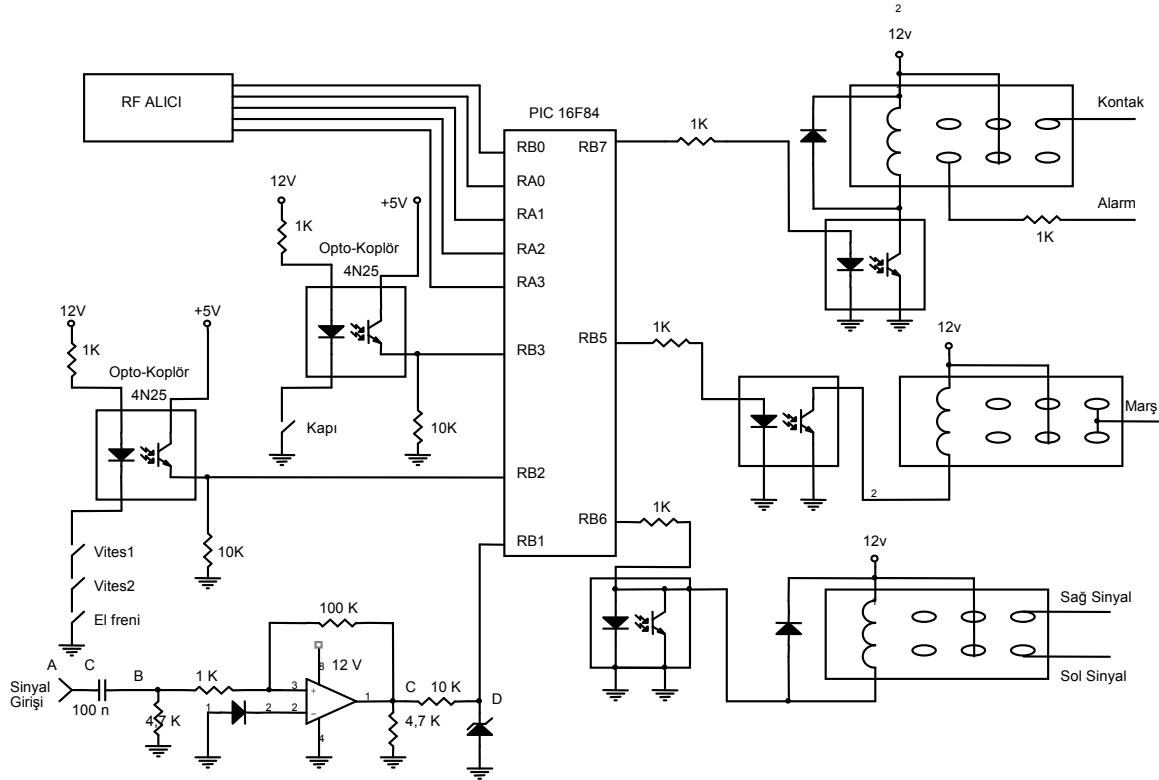 2
12v
RF ALICI
PIC 16F84
RB0
RA0
RA1
RA2
RA3
RB3
RB2
RB1
RB7
RB5
RB6
1K
Kontak
Alarm
1K
12V
1K
+5V
Opto-Koplör
4N25
Kapı
10K
12V
1K
+5V
Opto-Koplör
4N25
10K
Vites1
Vites2
El freni
1K
12v
Marş
2
1K
12v
Sağ Sinyal
Sol Sinyal
100 K
8
12 V
A
C
B
Sinyal
Girişi
100 n
4,7 K
1 K
3
+
1
2
2
−
4
1
C
10 K
D
4,7 K